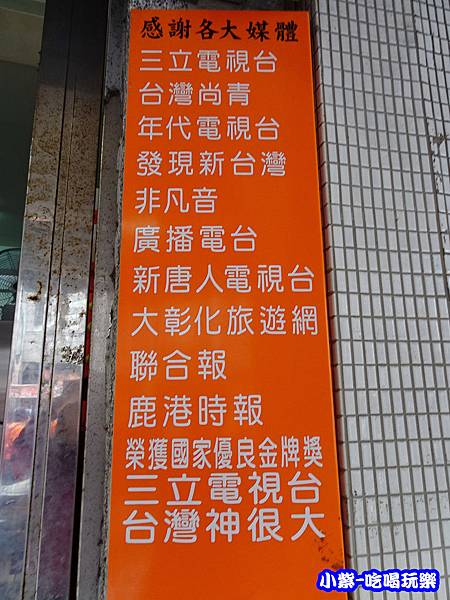 感謝各大媒體
三立電視台
台灣尚青
年代電視台
發現新台灣
非凡音
廣播電台
新唐人電視台
大彰化旅遊網
聯合報
鹿港時報
榮獲國家優良金牌獎
三立電視台
台灣神很大
小紫-吃喝玩樂